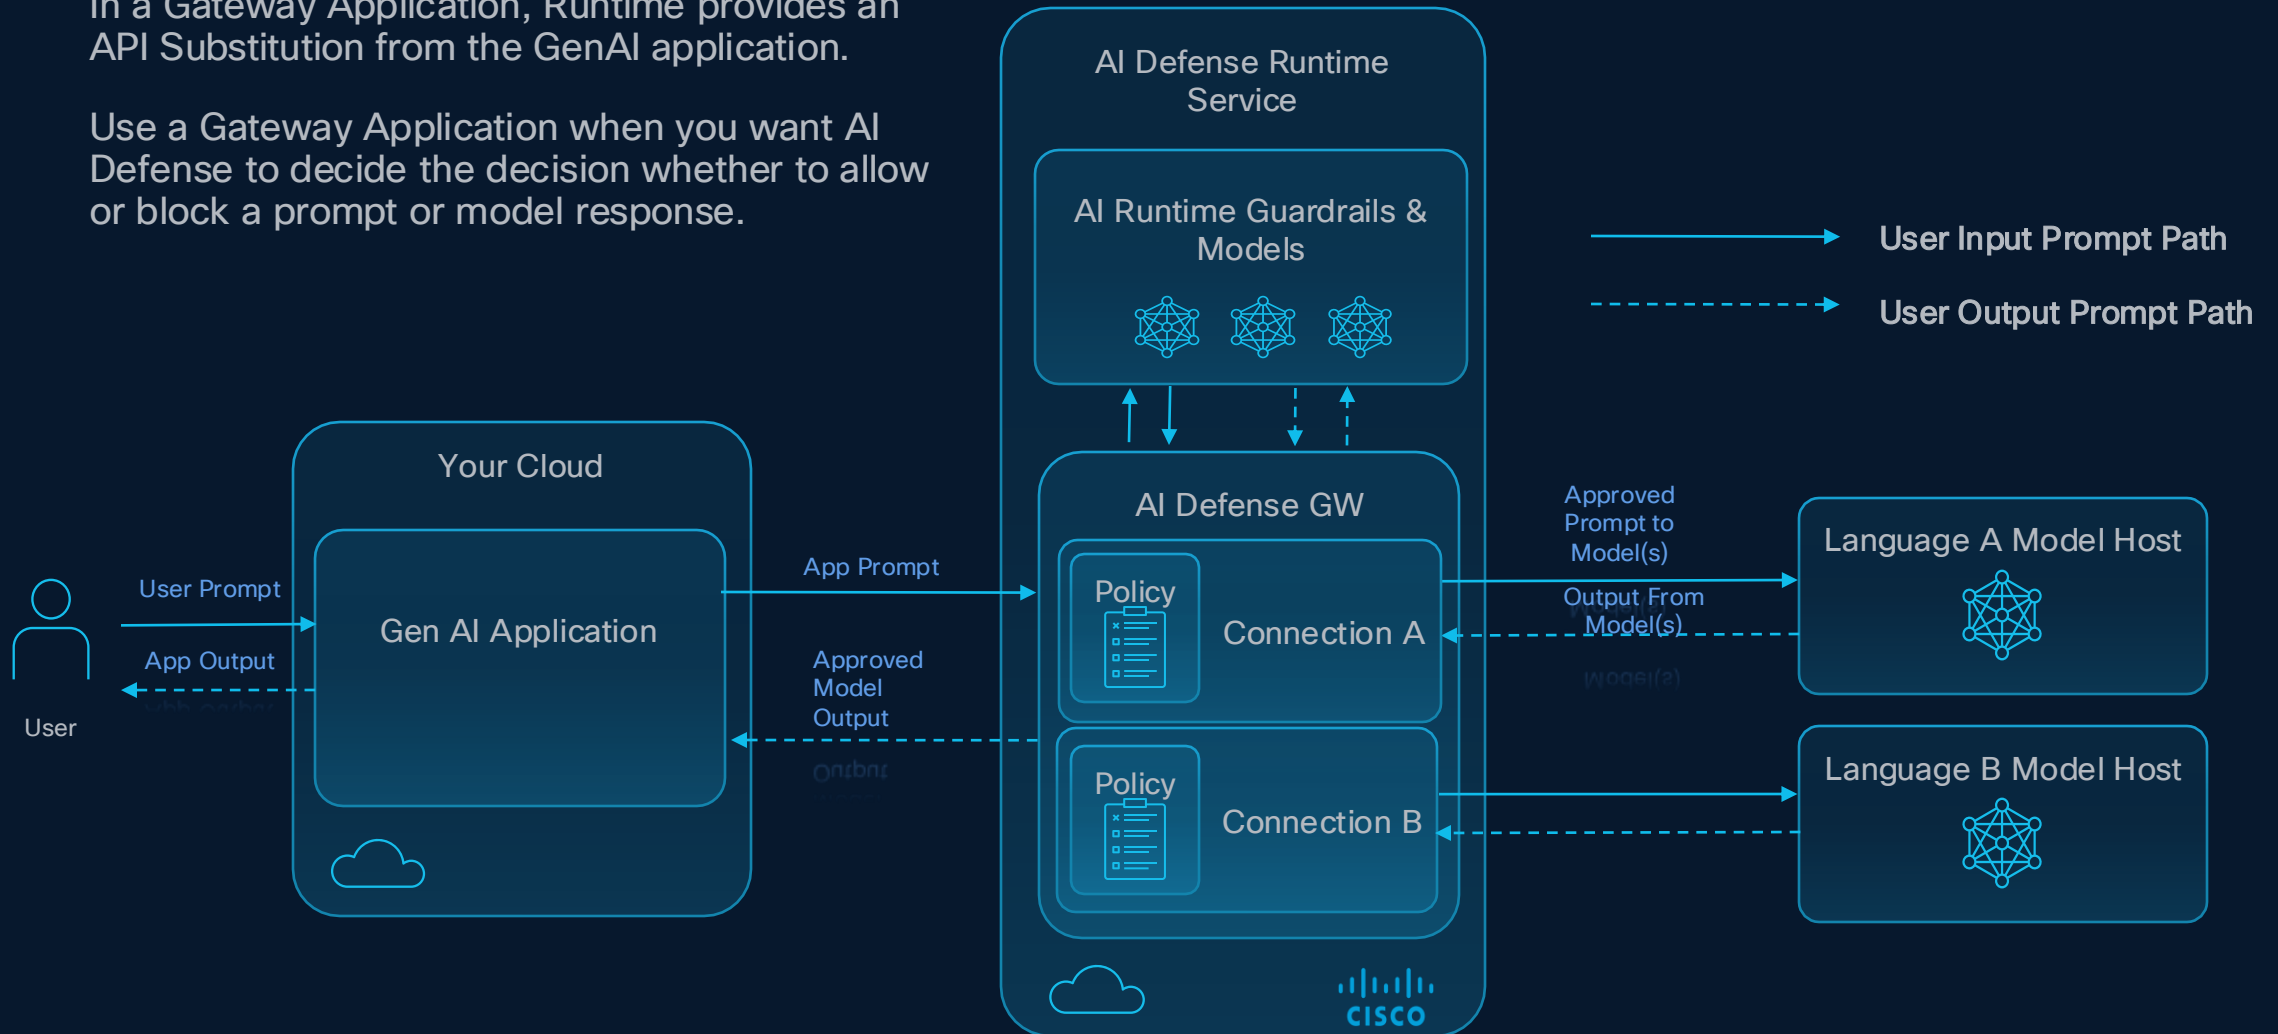 In a Gateway Application, Runtime provides an
API Substitution from the GenAI application.
Use a Gateway Application when you want AI
Defense to decide the decision whether to allow
or block a prompt or model response.
AI Defense Runtime
Service
AI Runtime Guardrails &
Models
User Input Prompt Path
User Output Prompt Path
Your Cloud
Gen AI Application
User Prompt
App Output
User
App Prompt
Approved
Model
Output
AI Defense GW
Policy
Connection A
Policy
Connection B
Approved
Prompt to
Model(s)
Output From
Model(s)
Language A Model Host
Language B Model Host
CISCO